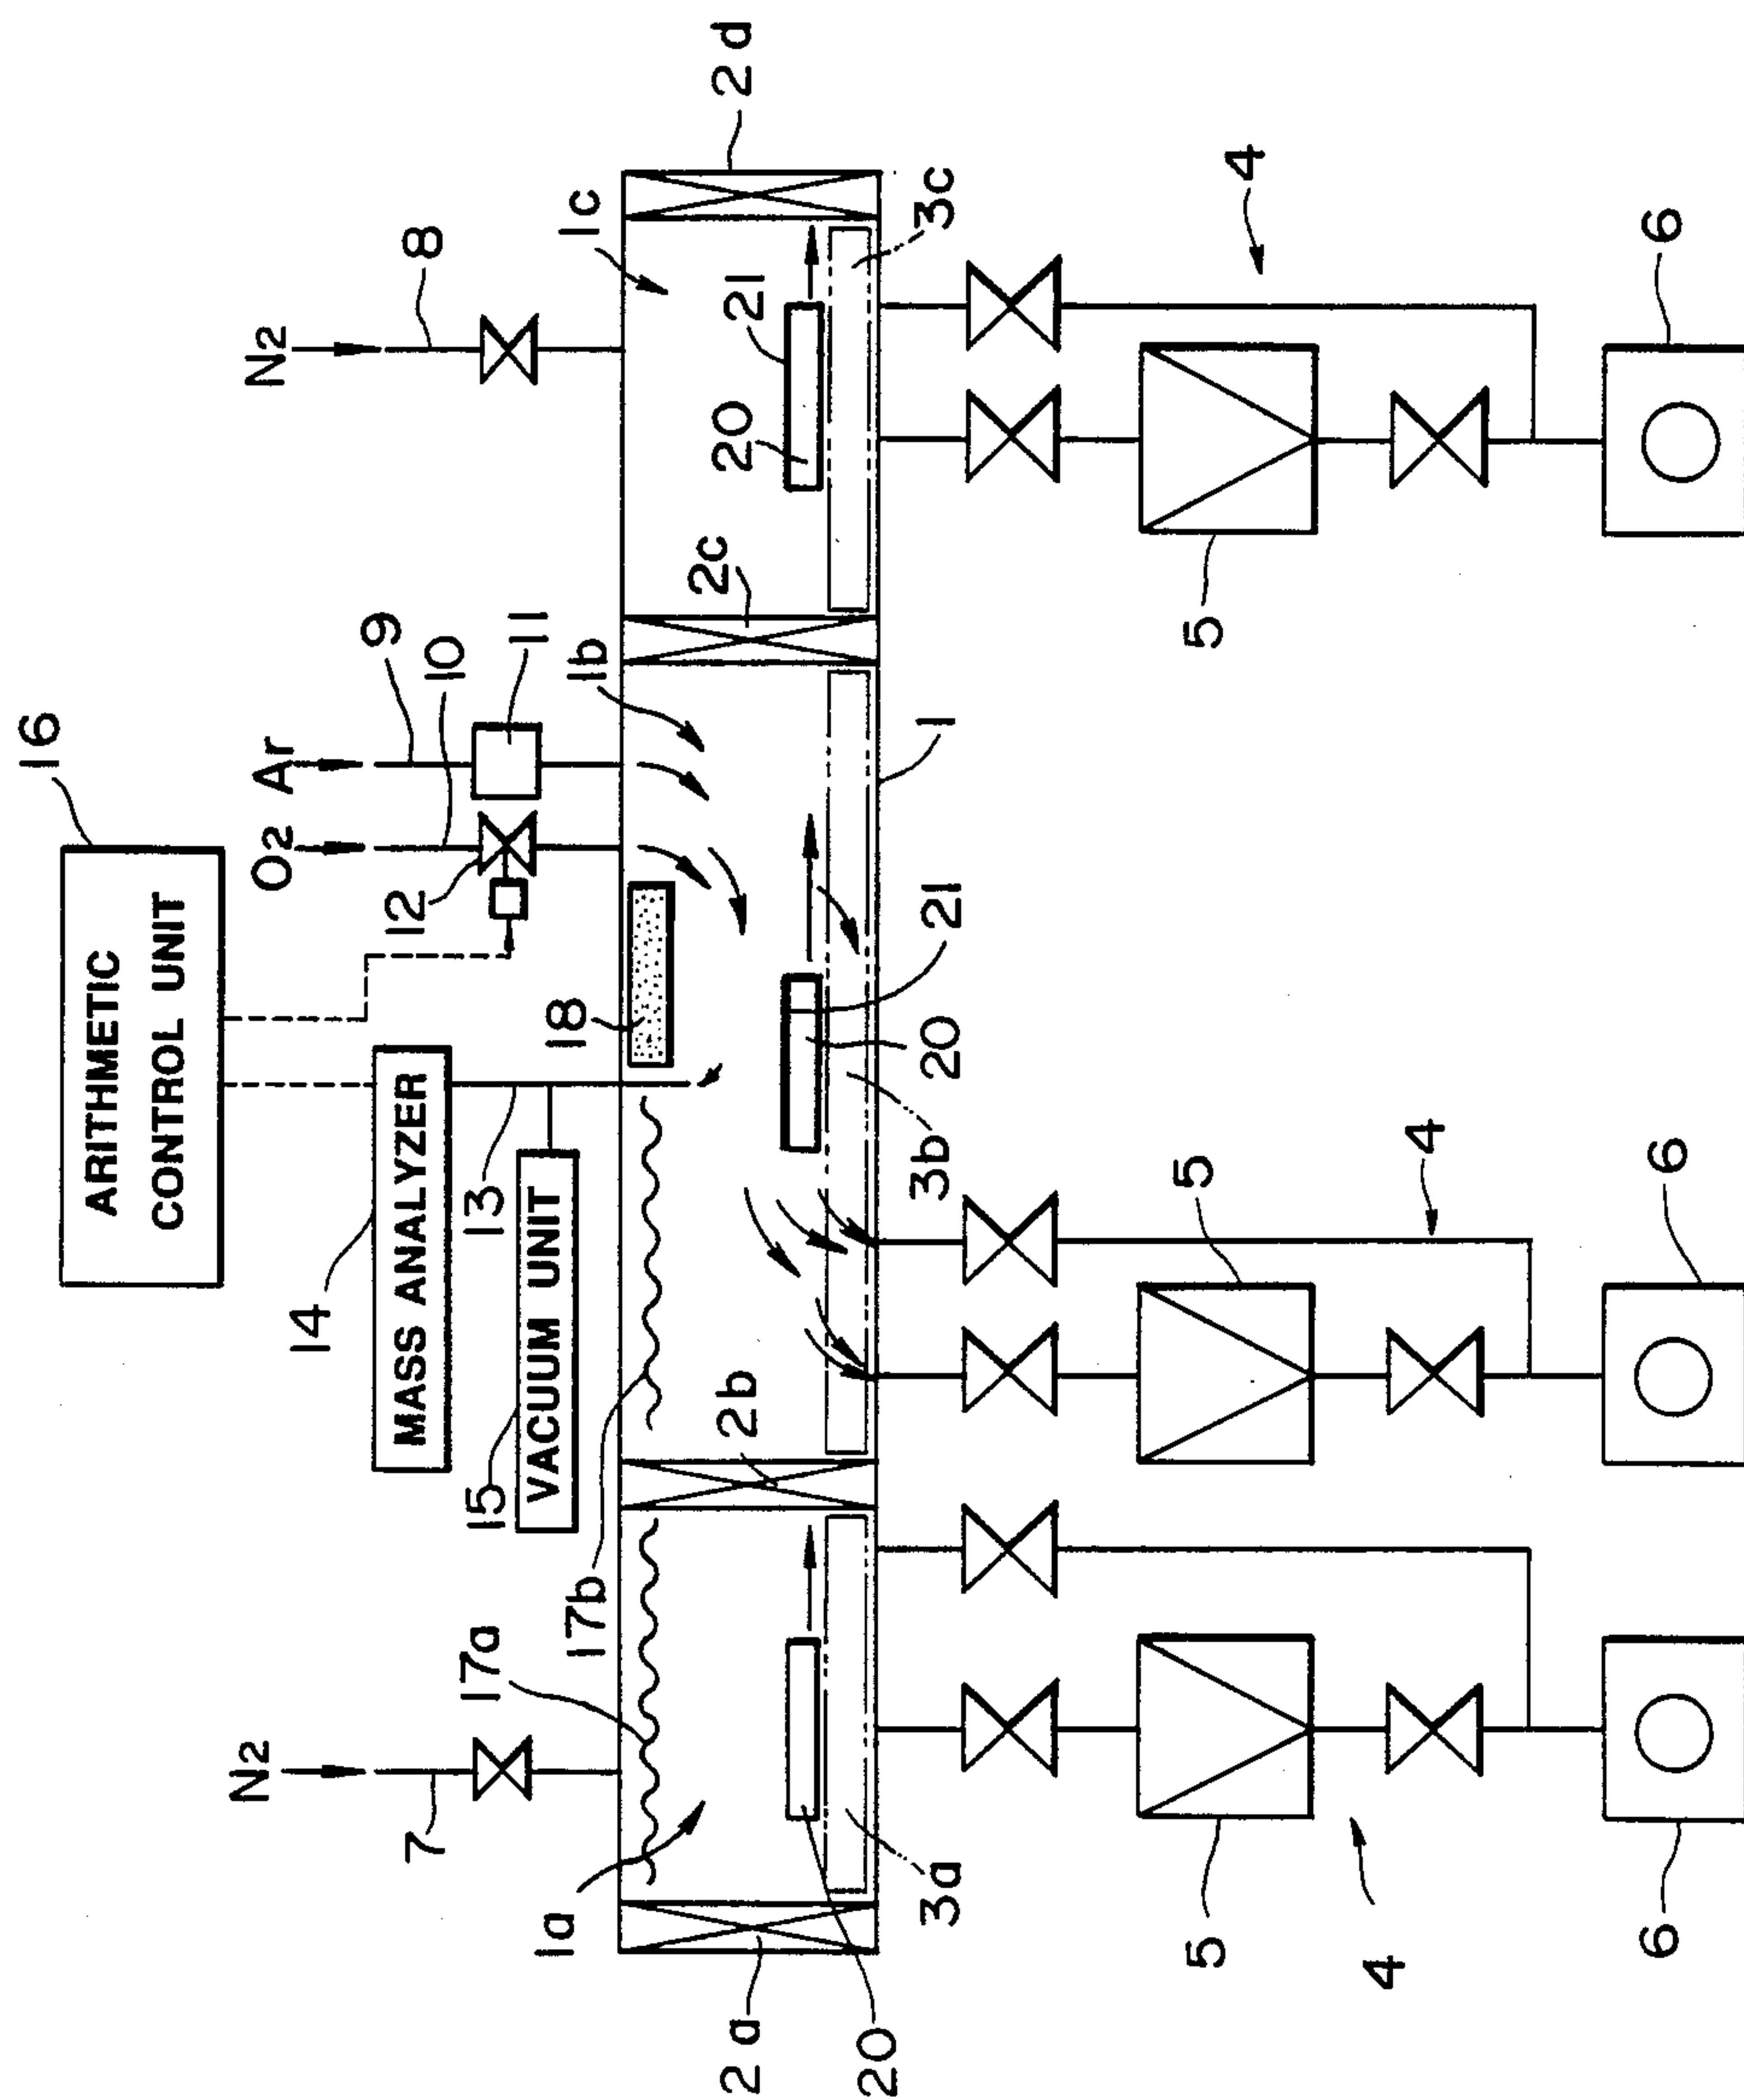 16
ARITHMETIC
CONTROL UNIT
N2
O2
Ar
N2
14
MASS ANALYZER
7
12
9
10
8
17a
15
13
11
VACUUM UNIT
1a
17b
18
1b
1c
2a
2b
2c
20
21
2d
20
3a
3b
20
21
1
3c
5
4
5
4
5
4
6
6
6